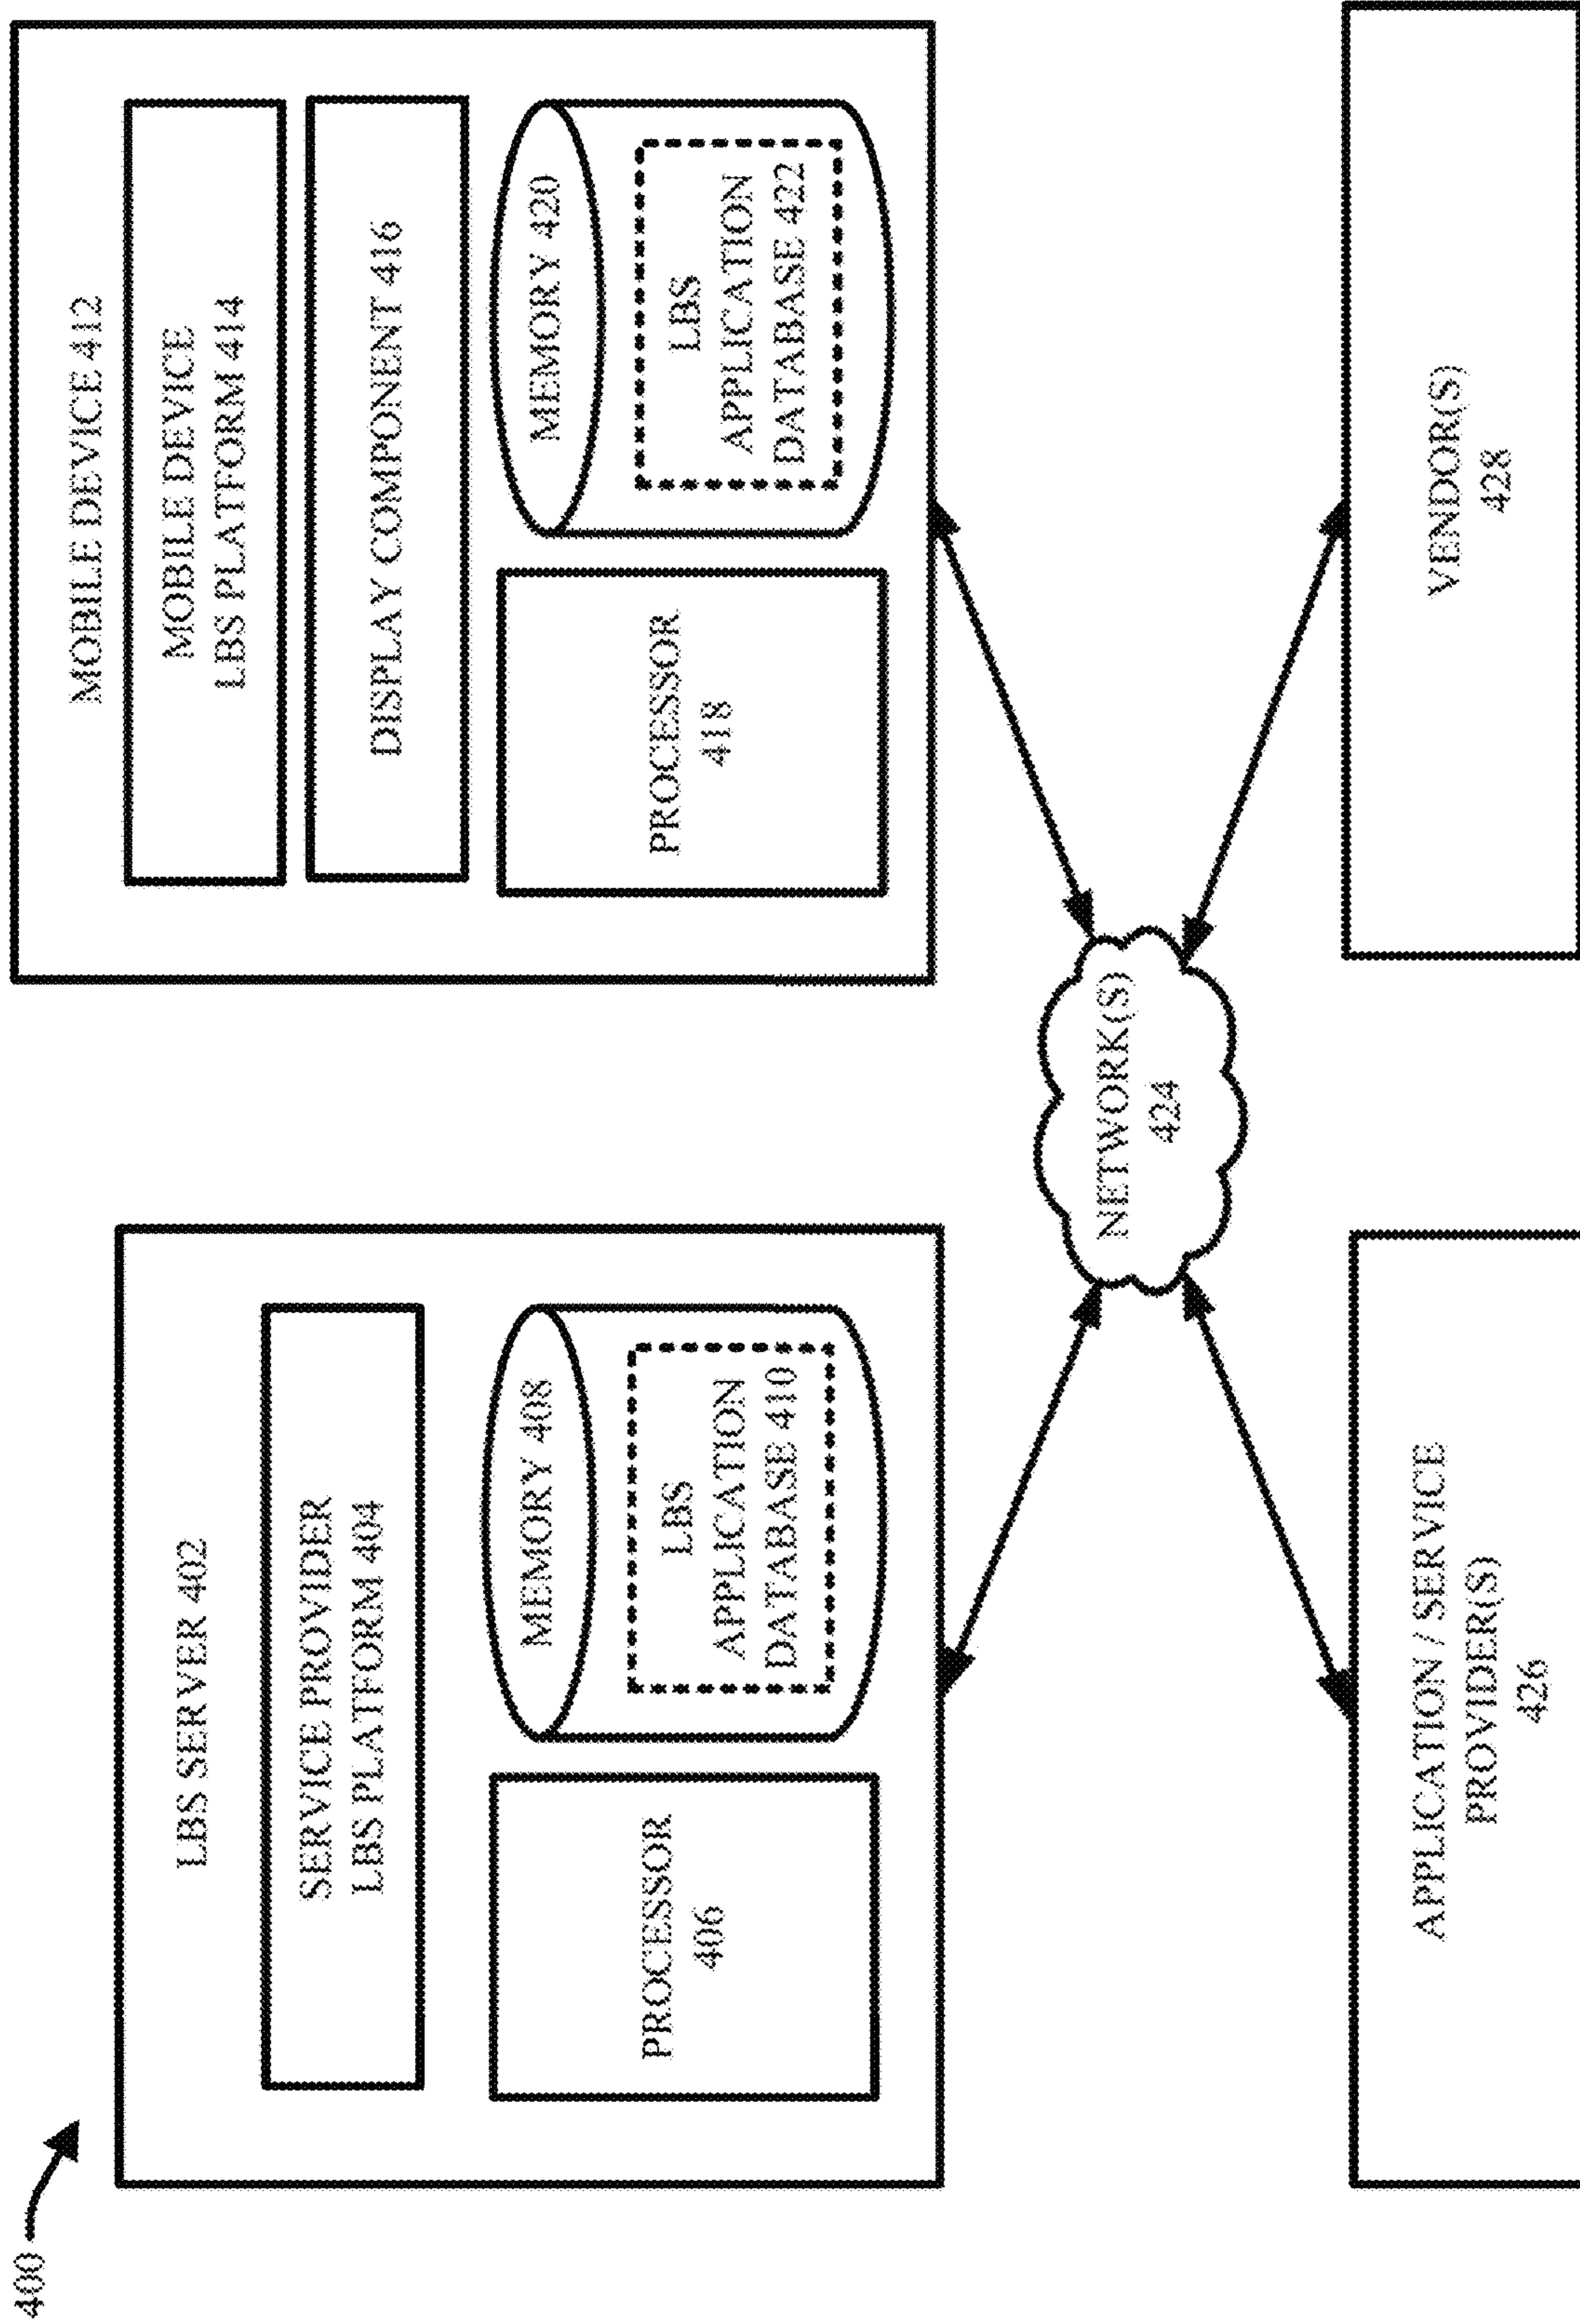 400
LBS SERVER 402
SERVICE PROVIDER
LBS PLATFORM 404
PROCESSOR
406
MEMORY 408
LBS
APPLICATION
DATABASE 410
MOBILE DEVICE 412
MOBILE DEVICE
LBS PLATFORM 414
DISPLAY COMPONENT 416
PROCESSOR
418
MEMORY 420
LBS
APPLICATION
DATABASE 422
NETWORK(S)
424
APPLICATION / SERVICE
PROVIDER(S)
426
VENDOR(S)
428